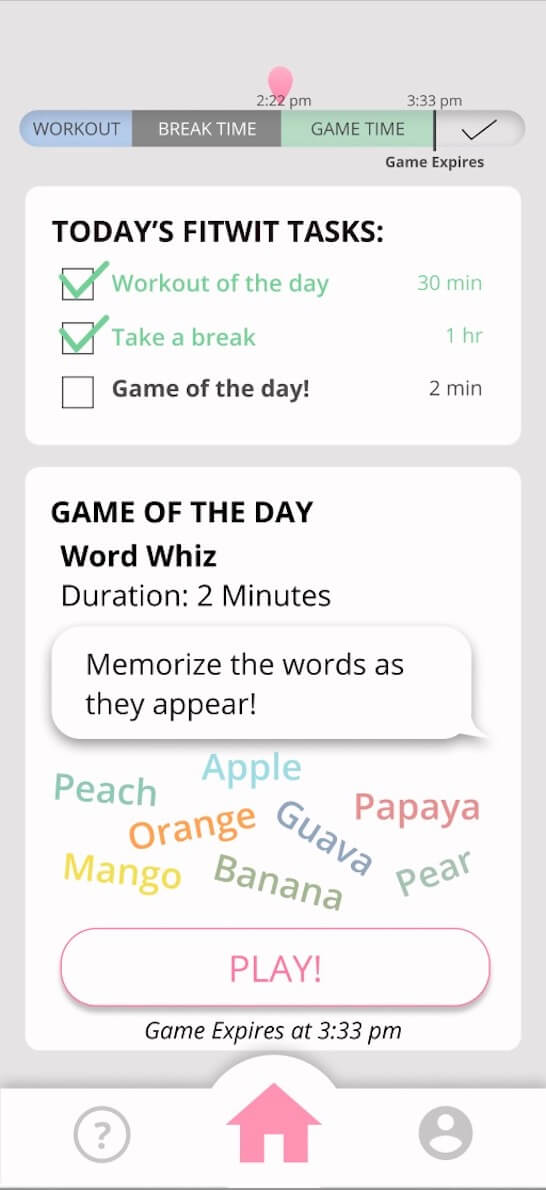 2:22 pm 3:33 pm
WORKOUT BREAK TIME GAME TIME
Game Expires
TODAY’S FITWIT TASKS:
Workout of the day 30 min
Take a break 1 hr
Game of the day! 2 min
GAME OF THE DAY
Word Whiz
Duration: 2 Minutes
Memorize the words as
they appear!
Apple
Peach
Papaya
Orange
Guava
Mango
Banana
Pear
PLAY!
Game Expires at 3:33 pm
?